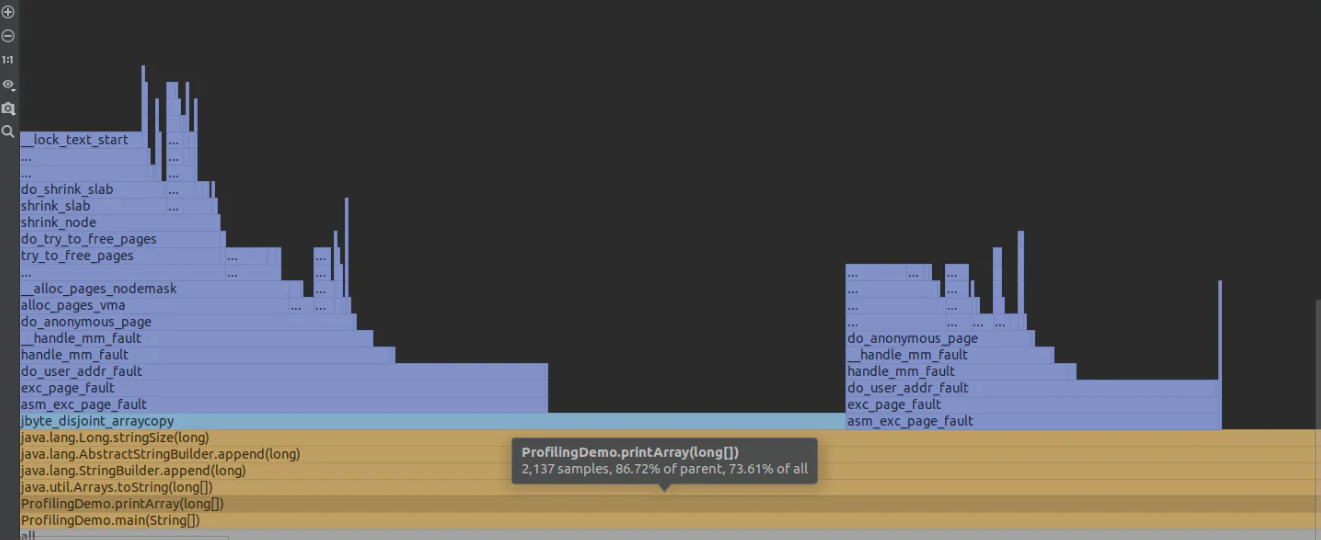 1:1
__lock_text_start
...
...
...
...
do_shrink_slab
...
shrink_slab
...
shrink_node
do_try_to_free_pages
try_to_free_pages
...
...
...
...
...
...
...
...
...
...
...
__alloc_pages_nodemask
...
...
alloc_pages_vma
...
...
...
...
do_anonymous_page
...
...
...
...
__handle_mm_fault
do_anonymous_page
handle_mm_fault
__handle_mm_fault
do_user_addr_fault
handle_mm_fault
exc_page_fault
do_user_addr_fault
asm_exc_page_fault
exc_page_fault
jbyte_disjoint_arraycopy
asm_exc_page_fault
java.lang.Long.stringSize(long)
java.lang.AbstractStringBuilder.append(long)
java.lang.StringBuilder.append(long)
java.util.Arrays.toString(long[])
ProfilingDemo.printArray(long[])
ProfilingDemo.main(String[])
all
ProfilingDemo.printArray(long[])
2,137 samples, 86.72% of parent, 73.61% of all